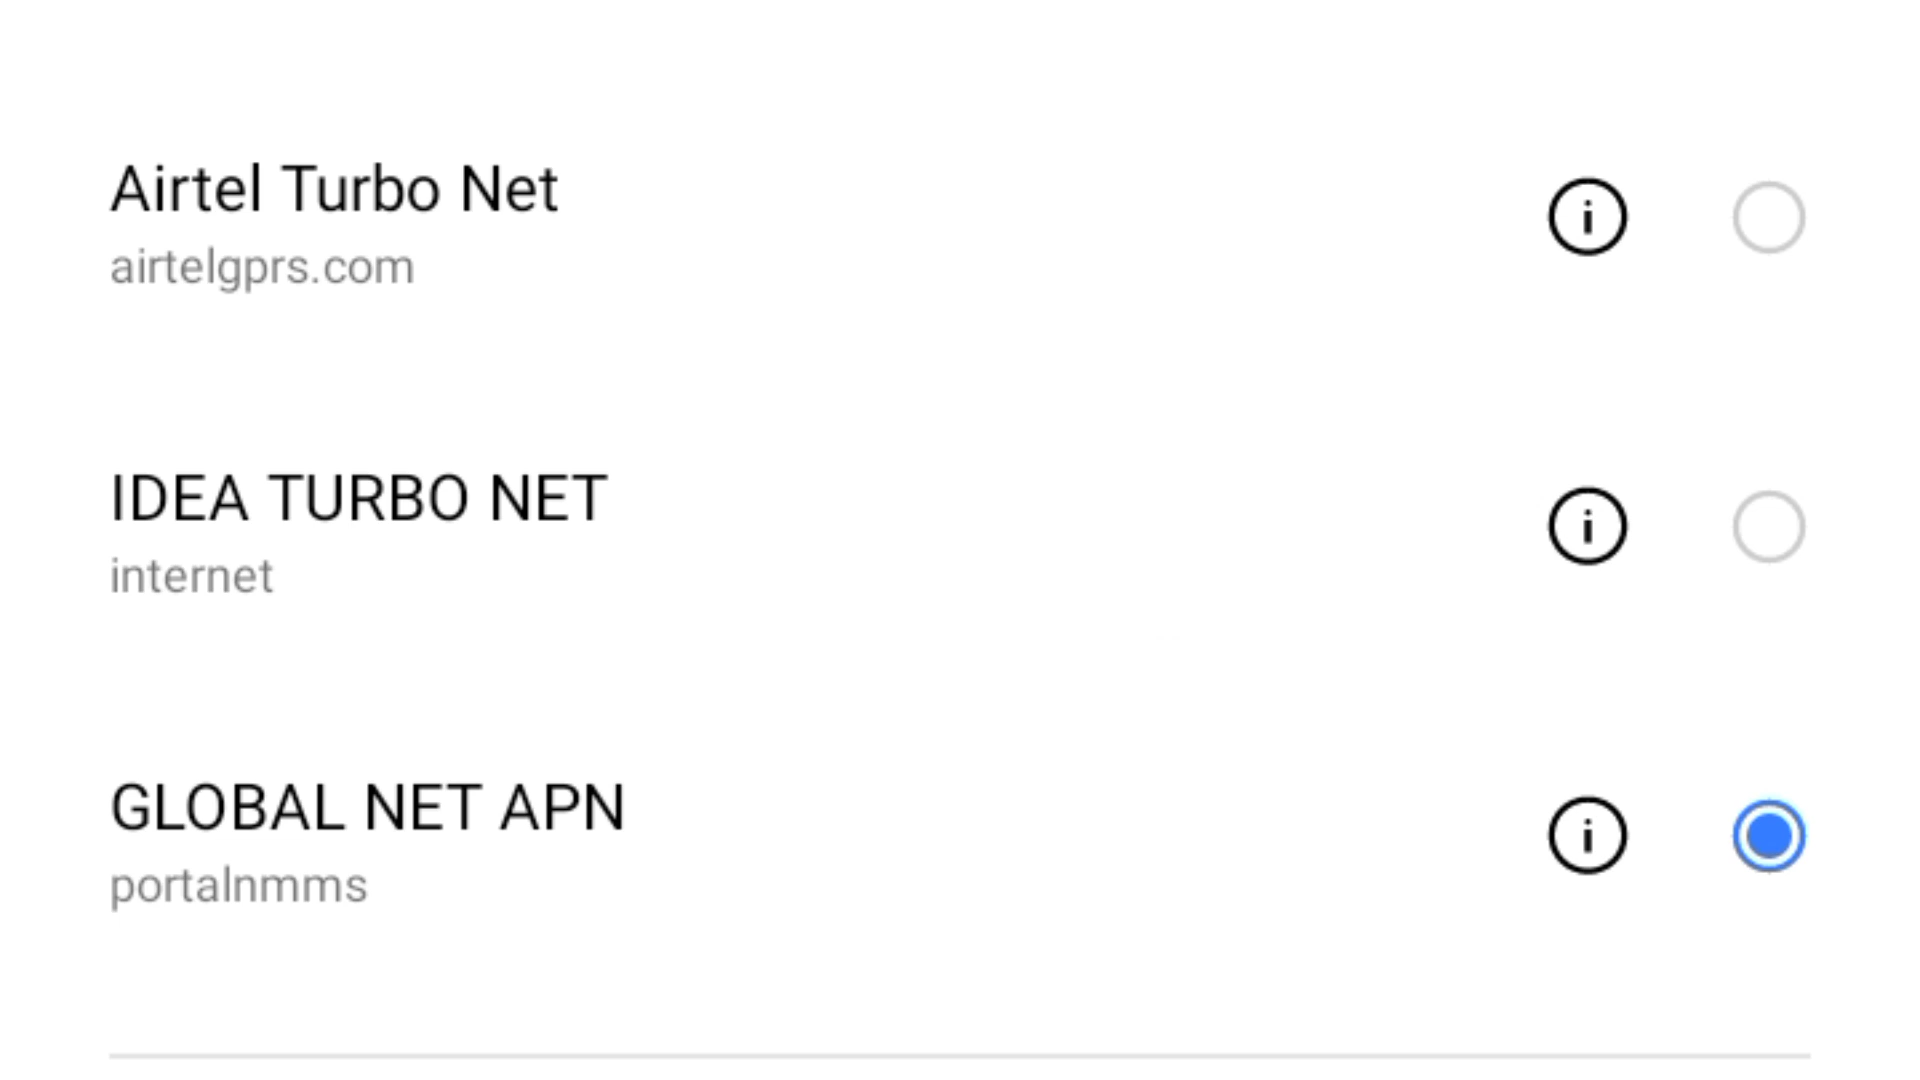 Airtel Turbo Net
airtelgprs.com
IDEA TURBO NET
internet
GLOBAL NET APN
portalnmms